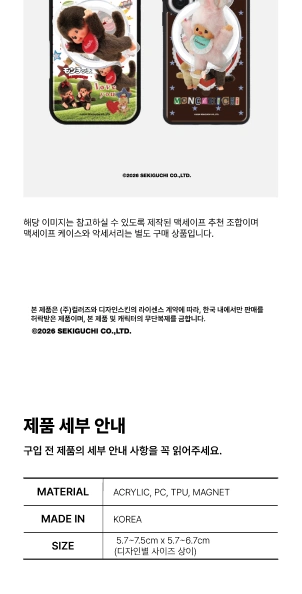 Love
MONCHHICHI
©2026 SEKIGUCHI CO.,LTD.
해당 이미지는 참고하실 수 있도록 제작된 맥세이프 추천 조합이며
맥세이프 케이스와 악세서리는 별도 구매 상품입니다.
본 제품은 (주)컬러즈와 디자인스킨의 라이센스 계약에 따라, 한국 내에서만 판매를
허락받은 제품이며, 본 제품 및 캐릭터의 무단복제를 금합니다.
©2026 SEKIGUCHI CO.,LTD.
제품 세부 안내
구입 전 제품의 세부 안내 사항을 꼭 읽어주세요.
MATERIAL ACRYLIC, PC, TPU, MAGNET
MADE IN KOREA
SIZE 5.7~7.5cm x 5.7~6.7cm
(디자인별 사이즈 상이)